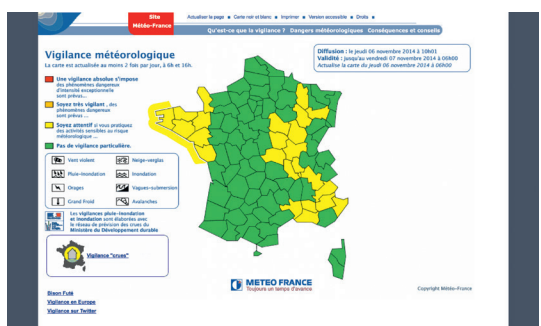 Site
Météo-France
Actualiser la page • Carte noir et blanc • Imprimer • Version accessible • Droits •
Qu'est-ce que la vigilance ? Dangers météorologiques Conséquences et conseils
Vigilance météorologique
La carte est actualisée au moins 2 fois par jour, à 6h et 16h.
Diffusion : le jeudi 06 novembre 2014 à 10h01
Validité : jusqu'au vendredi 07 novembre 2014 à 06h00
Actualise la carte du jeudi 06 novembre 2014 à 06h00
Une vigilance absolue s'impose
des phénomènes dangereux
d'intensité exceptionnelle
sont prévus...
Soyez très vigilant , des
phénomènes dangereux
sont prévus ...
Soyez attentif si vous pratiquez
des activités sensibles au risque
météorologique ...
Pas de vigilance particulière.
Vent violent Neige-verglas
Pluie-inondation Inondation
Orages Vagues-submersion
Grand Froid Avalanches
Les vigilances pluie-inondation
et inondation sont élaborées avec
le réseau de prévision des crues du
Ministère du Développement durable
Vigilance "crues"
Bison Futé
Vigilance en Europe
Vigilance sur Twitter
METEO FRANCE
Toujours un temps d'avance
Copyright Météo-France